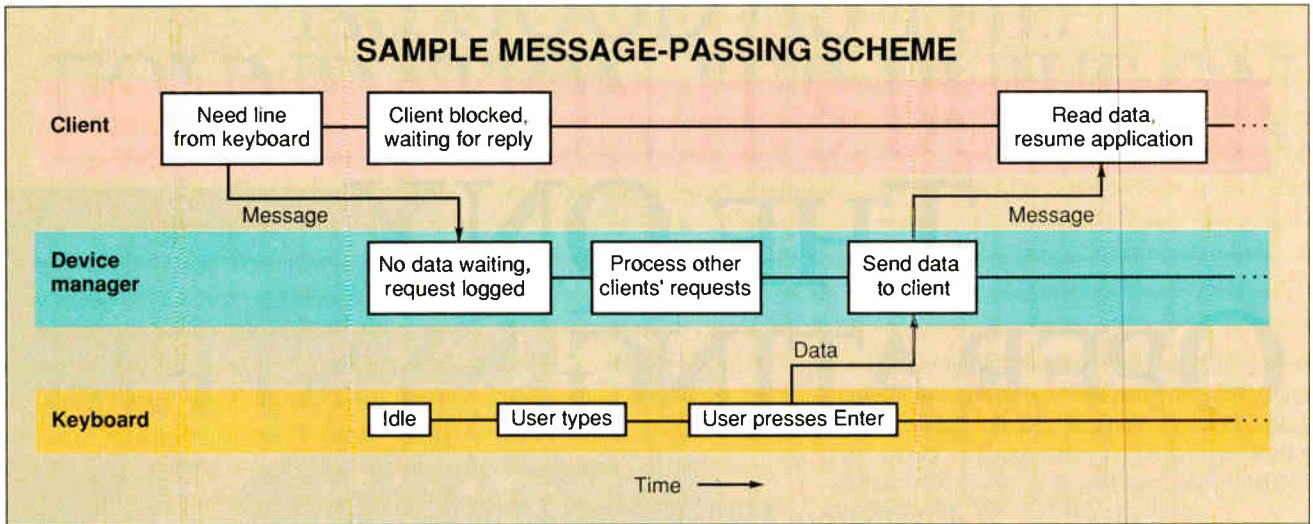 SAMPLE MESSAGE-PASSING SCHEME
Client
Need line
from keyboard
Client blocked,
waiting for reply
Read data,
resume application
Message
Message
Device
manager
No data waiting,
request logged
Process other
clients' requests
Send data
to client
Data
Keyboard
Idle
User types
User presses Enter
Time